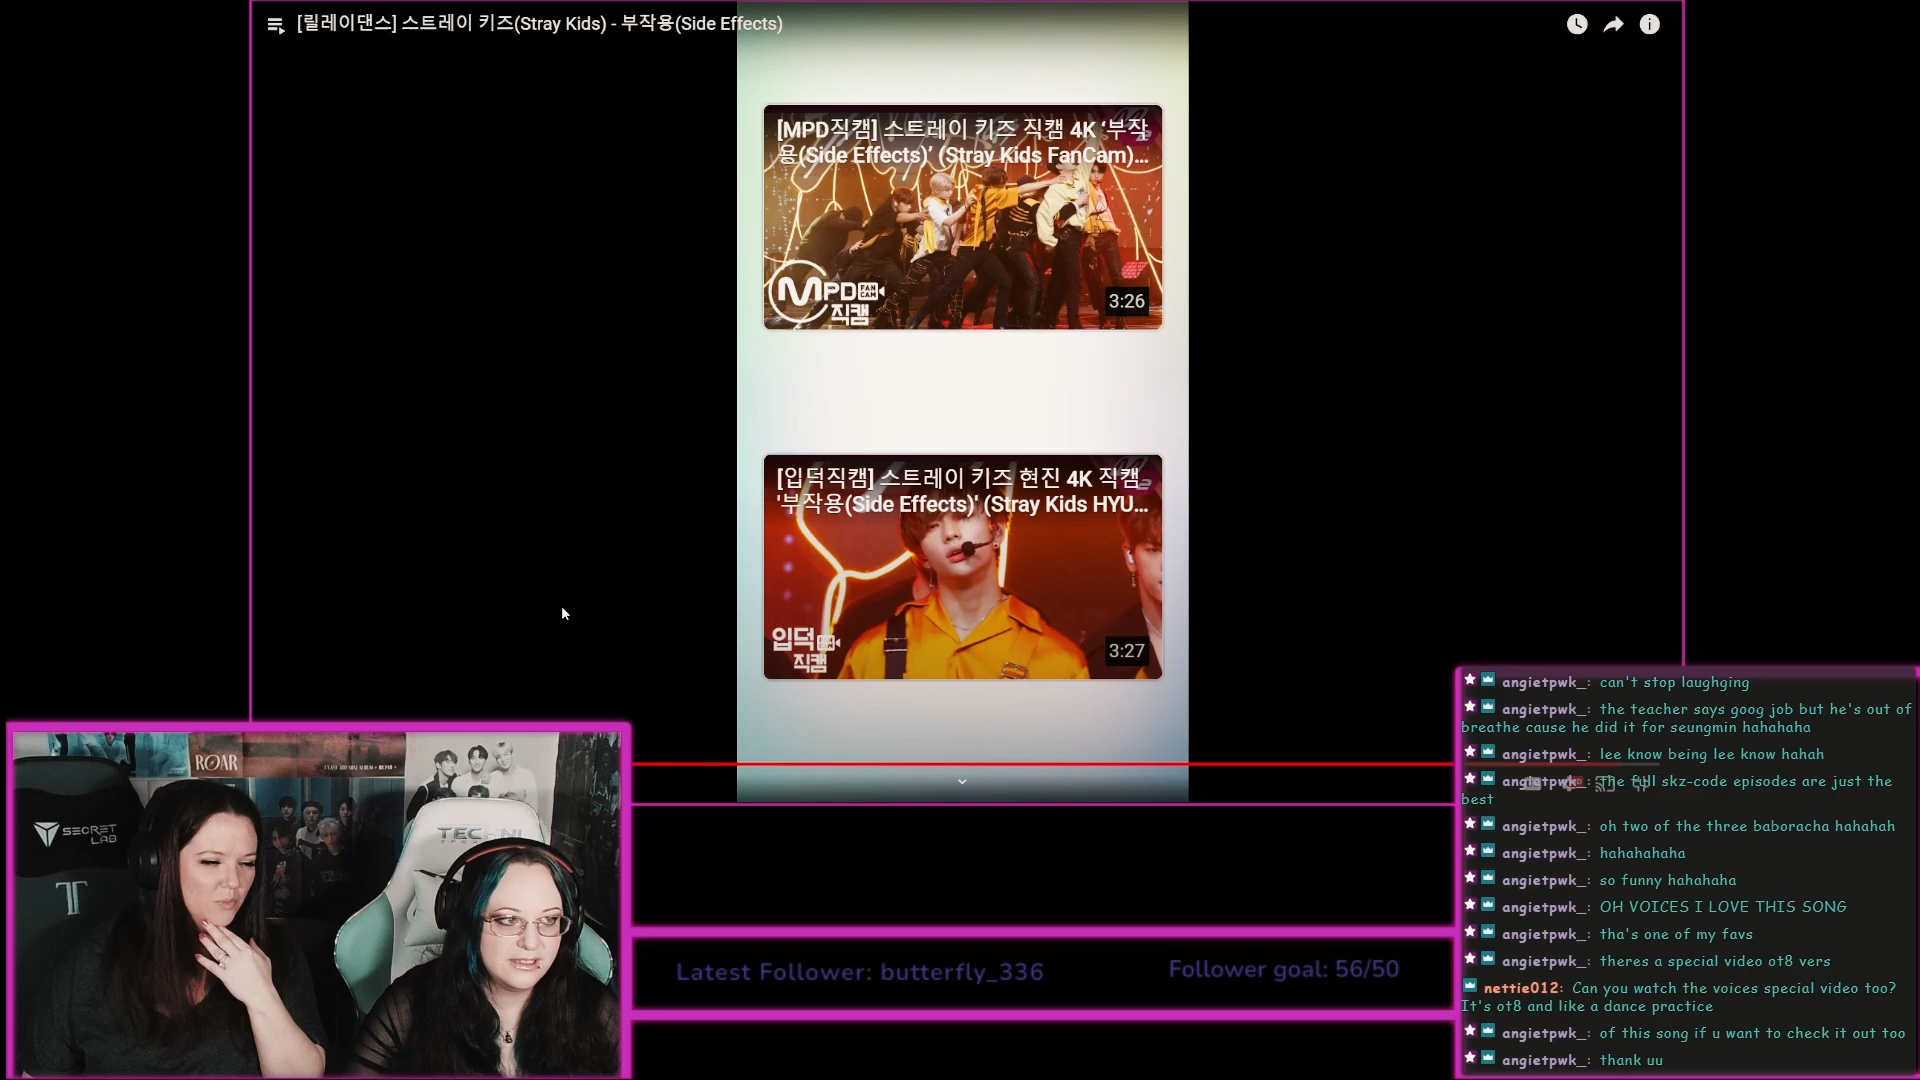 [릴레이댄스] 스트레이 키즈(Stray Kids) - 부작용(Side Effects)
[MPD직캠] 스트레이 키즈 직캠 4K ‘부작
용(Side Effects)’ (Stray Kids FanCam)...
MPD FAN CAM
직캠
3:26
[입덕직캠] 스트레이 키즈 현진 4K 직캠
'부작용(Side Effects)' (Stray Kids HYU...
입덕
직캠
3:27
ROAR
SECRET
LAB
angietpwk_: can't stop laughging
angietpwk_: the teacher says goog job but he's out of
breathe cause he did it for seungmin hahahaha
angietpwk_: lee know being lee know hahah
angietpwk_: the full skz-code episodes are just the
best
angietpwk_: oh two of the three baboracha hahahah
angietpwk_: hahahahaha
angietpwk_: so funny hahahaha
angietpwk_: OH VOICES I LOVE THIS SONG
angietpwk_: tha's one of my favs
angietpwk_: theres a special video ot8 vers
nettie012: Can you watch the voices special video too?
It's ot8 and like a dance practice
angietpwk_: of this song if u want to check it out too
angietpwk_: thank uu
Latest Follower: butterfly_336
Follower goal: 56/50